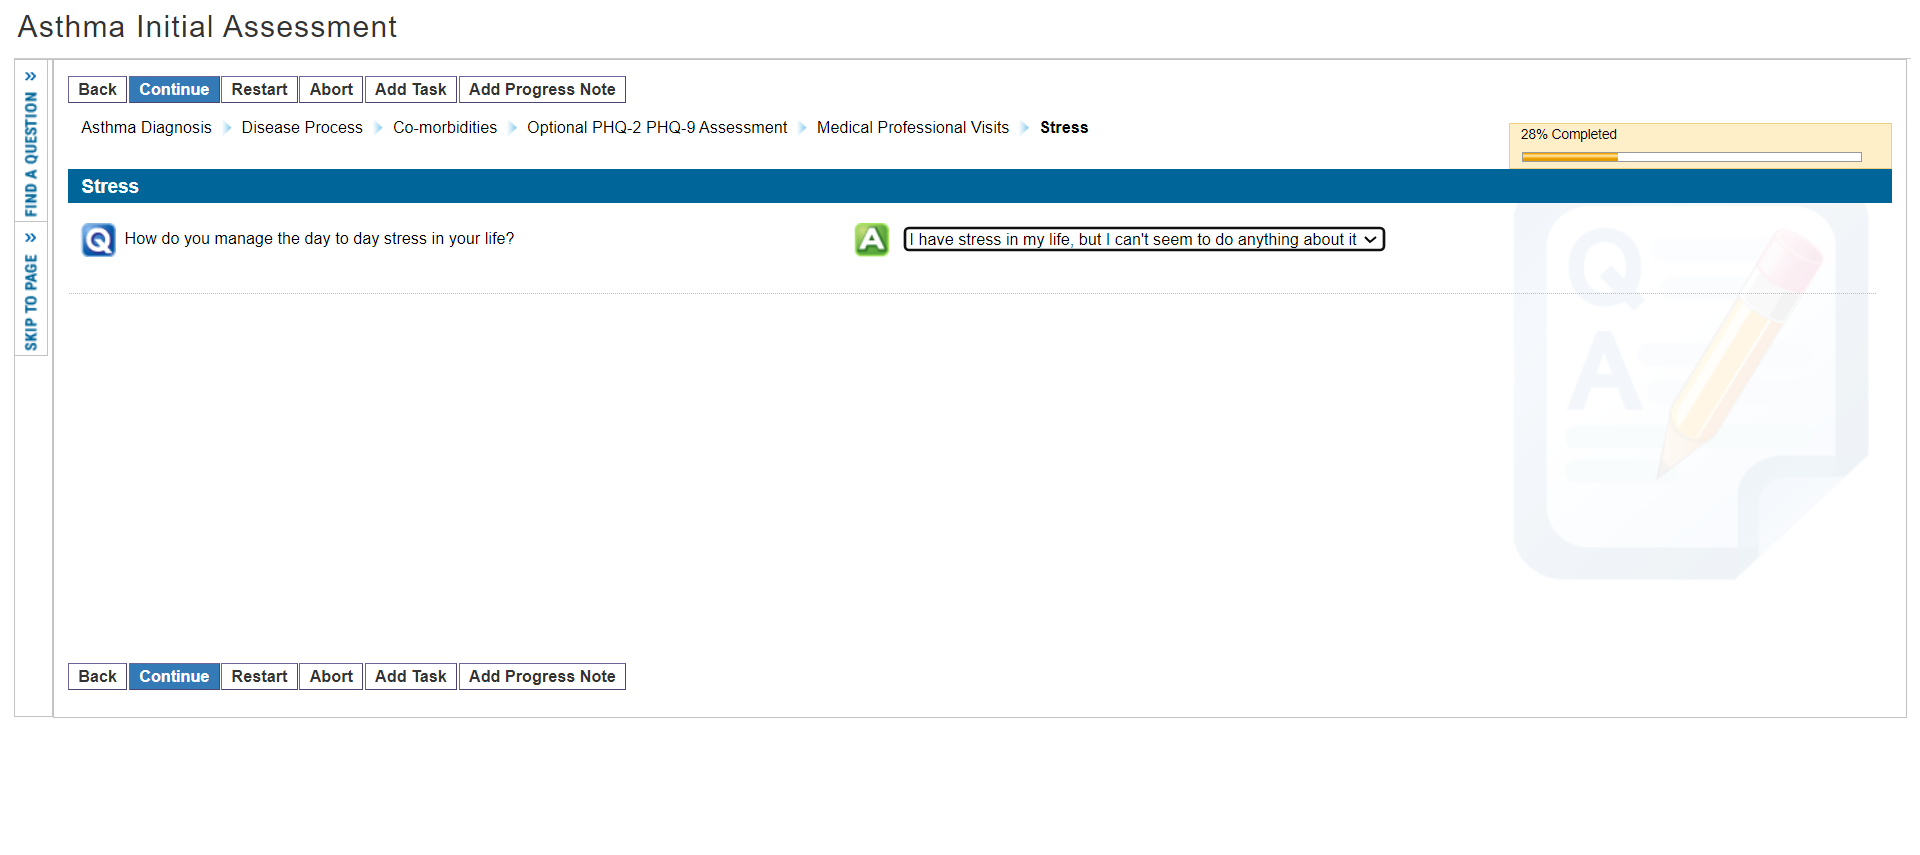 Asthma Initial Assessment
» FIND A QUESTION
» SKIP TO PAGE
Back Continue Restart Abort Add Task Add Progress Note
Asthma Diagnosis Disease Process Co-morbidities Optional PHQ-2 PHQ-9 Assessment Medical Professional Visits Stress
28% Completed
Stress
Q How do you manage the day to day stress in your life? A I have stress in my life, but I can't seem to do anything about it
Q
A
Back Continue Restart Abort Add Task Add Progress Note